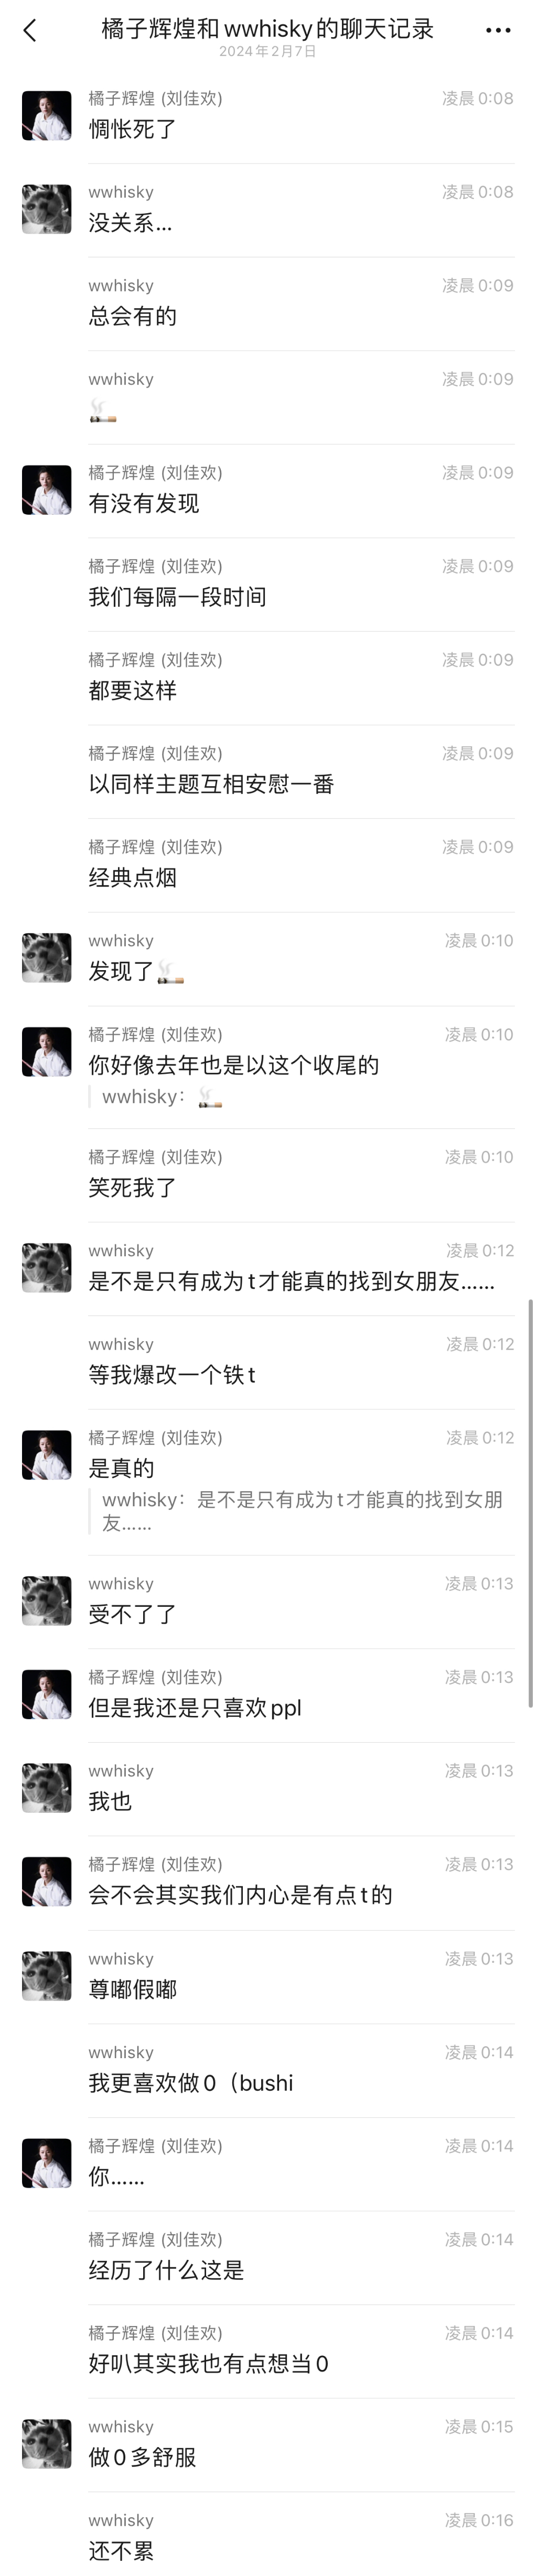 橘子辉煌和wwhisky的聊天记录
2024年2月7日
橘子辉煌 (刘佳欢) 凌晨 0:08
惆怅死了
wwhisky 凌晨 0:08
没关系...
wwhisky 凌晨 0:09
总会有的
wwhisky 凌晨 0:09
🚬
橘子辉煌 (刘佳欢) 凌晨 0:09
有没有发现
橘子辉煌 (刘佳欢) 凌晨 0:09
我们每隔一段时间
橘子辉煌 (刘佳欢) 凌晨 0:09
都要这样
橘子辉煌 (刘佳欢) 凌晨 0:09
以同样主题互相安慰一番
橘子辉煌 (刘佳欢) 凌晨 0:09
经典点烟
wwhisky 凌晨 0:10
发现了🚬
橘子辉煌 (刘佳欢) 凌晨 0:10
你好像去年也是以这个收尾的
wwhisky：🚬
橘子辉煌 (刘佳欢) 凌晨 0:10
笑死我了
wwhisky 凌晨 0:12
是不是只有成为t才能真的找到女朋友……
wwhisky 凌晨 0:12
等我爆改一个铁t
橘子辉煌 (刘佳欢) 凌晨 0:12
是真的
wwhisky：是不是只有成为t才能真的找到女朋
友……
wwhisky 凌晨 0:13
受不了了
橘子辉煌 (刘佳欢) 凌晨 0:13
但是我还是只喜欢ppl
wwhisky 凌晨 0:13
我也
橘子辉煌 (刘佳欢) 凌晨 0:13
会不会其实我们内心是有点t的
wwhisky 凌晨 0:13
尊嘟假嘟
wwhisky 凌晨 0:14
我更喜欢做0（bushi
橘子辉煌 (刘佳欢) 凌晨 0:14
你……
橘子辉煌 (刘佳欢) 凌晨 0:14
经历了什么这是
橘子辉煌 (刘佳欢) 凌晨 0:14
好叭其实我也有点想当0
wwhisky 凌晨 0:15
做0多舒服
wwhisky 凌晨 0:16
还不累